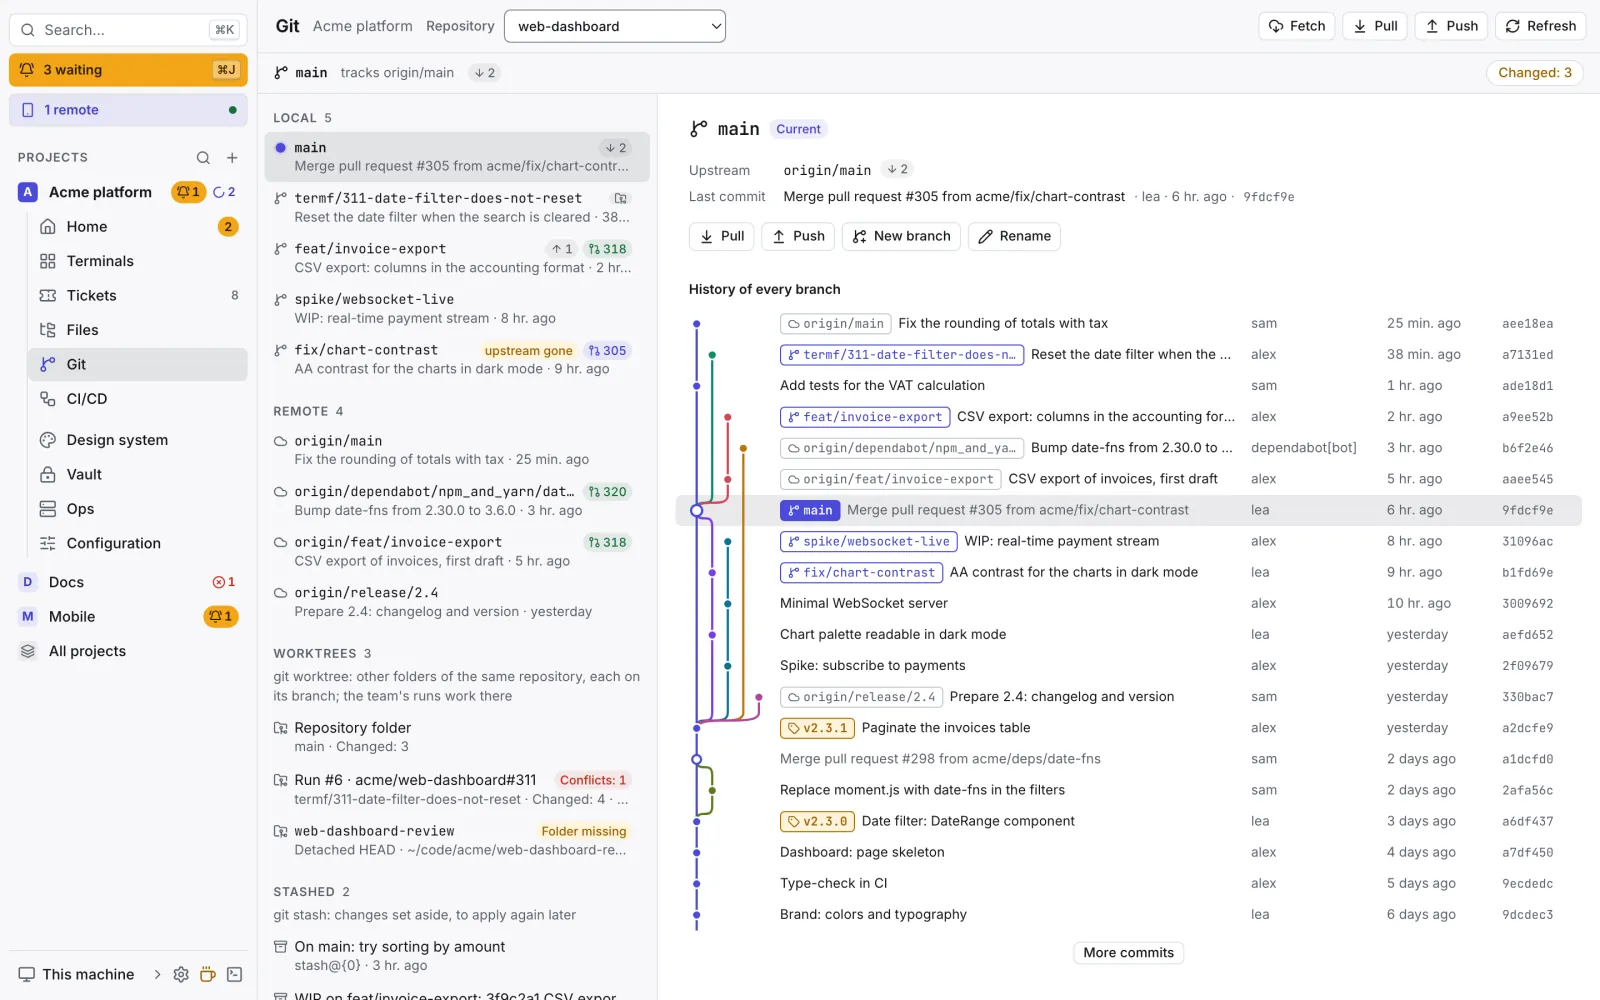 Search...
⌘K
3 waiting
⌘J
1 remote
PROJECTS
A Acme platform 1 2
Home 2
Terminals
Tickets 8
Files
Git
CI/CD
Design system
Vault
Ops
Configuration
D Docs 1
M Mobile 1
All projects
This machine
Git Acme platform Repository web-dashboard Fetch Pull Push Refresh
main tracks origin/main ↓ 2 Changed: 3
LOCAL 5
main ↓ 2
Merge pull request #305 from acme/fix/chart-contr...
termf/311-date-filter-does-not-reset
Reset the date filter when the search is cleared · 38...
feat/invoice-export ↑ 1 318
CSV export: columns in the accounting format · 2 hr...
spike/websocket-live
WIP: real-time payment stream · 8 hr. ago
fix/chart-contrast upstream gone 305
AA contrast for the charts in dark mode · 9 hr. ago
REMOTE 4
origin/main
Fix the rounding of totals with tax · 25 min. ago
origin/dependabot/npm_and_yarn/dat... 320
Bump date-fns from 2.30.0 to 3.6.0 · 3 hr. ago
origin/feat/invoice-export 318
CSV export of invoices, first draft · 5 hr. ago
origin/release/2.4
Prepare 2.4: changelog and version · yesterday
WORKTREES 3
git worktree: other folders of the same repository, each on
its branch; the team's runs work there
Repository folder
main · Changed: 3
Run #6 · acme/web-dashboard#311 Conflicts: 1
termf/311-date-filter-does-not-reset · Changed: 4 · ...
web-dashboard-review Folder missing
Detached HEAD · ~/code/acme/web-dashboard-re...
STASHED 2
git stash: changes set aside, to apply again later
On main: try sorting by amount
stash@{0} · 3 hr. ago
WIP on feat/invoice-export: 3f9c2a1 CSV expor
main Current
Upstream origin/main ↓ 2
Last commit Merge pull request #305 from acme/fix/chart-contrast · lea · 6 hr. ago · 9fdcf9e
Pull Push New branch Rename
History of every branch
origin/main Fix the rounding of totals with tax sam 25 min. ago aee18ea
termf/311-date-filter-does-n... Reset the date filter when the ... alex 38 min. ago a7131ed
Add tests for the VAT calculation sam 1 hr. ago ade18d1
feat/invoice-export CSV export: columns in the accounting for... alex 2 hr. ago a9ee52b
origin/dependabot/npm_and_ya... Bump date-fns from 2.30.0 to ... dependabot[bot] 3 hr. ago b6f2e46
origin/feat/invoice-export CSV export of invoices, first draft alex 5 hr. ago aaee545
main Merge pull request #305 from acme/fix/chart-contrast lea 6 hr. ago 9fdcf9e
spike/websocket-live WIP: real-time payment stream alex 8 hr. ago 31096ac
fix/chart-contrast AA contrast for the charts in dark mode lea 9 hr. ago b1fd69e
Minimal WebSocket server alex 10 hr. ago 3009692
Chart palette readable in dark mode lea yesterday aefd652
Spike: subscribe to payments alex yesterday 2f09679
origin/release/2.4 Prepare 2.4: changelog and version sam yesterday 330bac7
v2.3.1 Paginate the invoices table alex yesterday a2dcfe9
Merge pull request #298 from acme/deps/date-fns sam 2 days ago a1dcfd0
Replace moment.js with date-fns in the filters sam 2 days ago 2afa56c
v2.3.0 Date filter: DateRange component lea 3 days ago a6df437
Dashboard: page skeleton alex 4 days ago a7df450
Type-check in CI alex 5 days ago 9ecdedc
Brand: colors and typography lea 6 days ago 9dcdec3
More commits